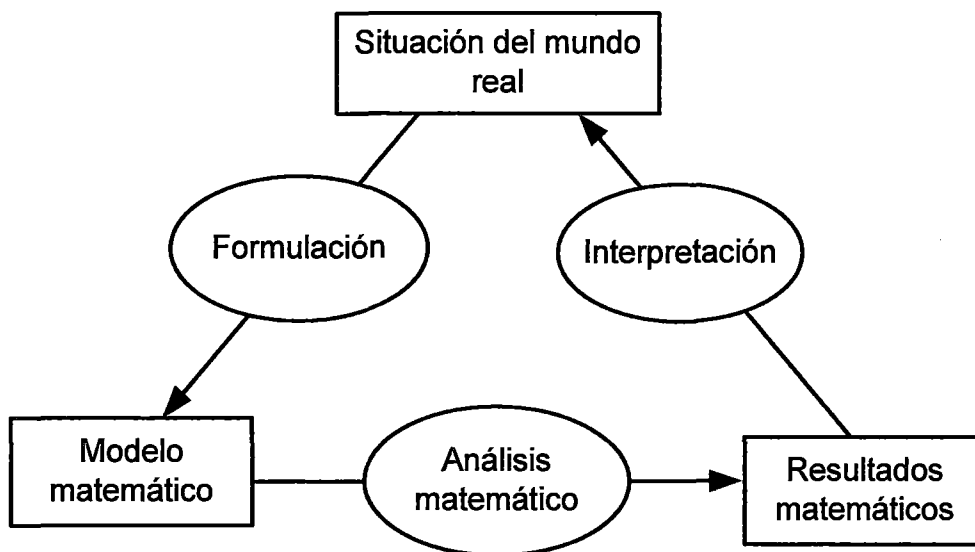 Situación del mundo
real
Formulación
Interpretación
Modelo
matemático
Análisis
matemático
Resultados
matemáticos